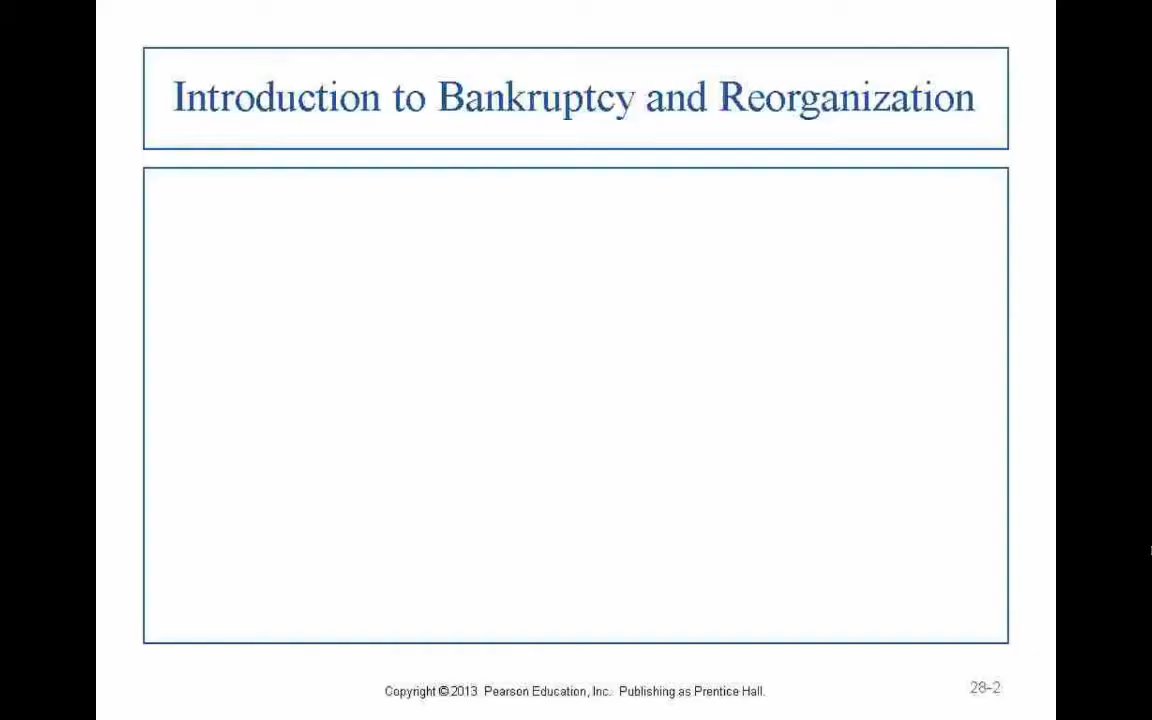 Introduction to Bankruptcy and Reorganization
Copyright ©2013 Pearson Education, Inc. Publishing as Prentice Hall.
28-2